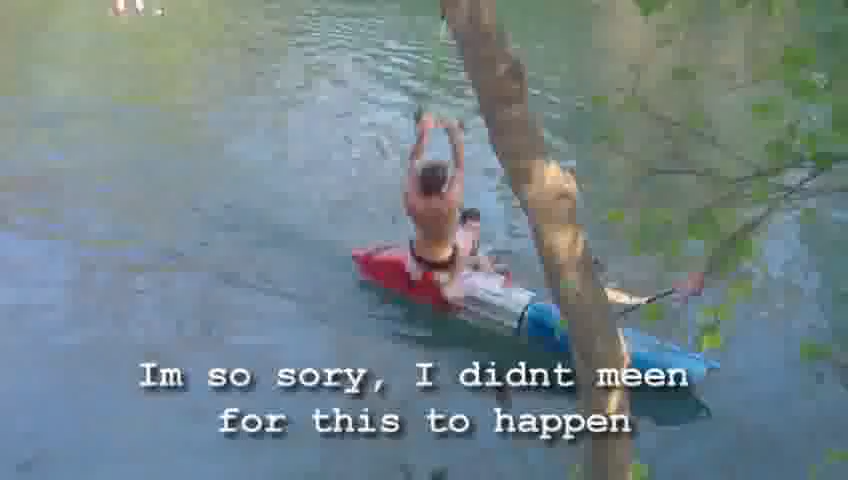 Im so sory, I didnt meen
for this to happen